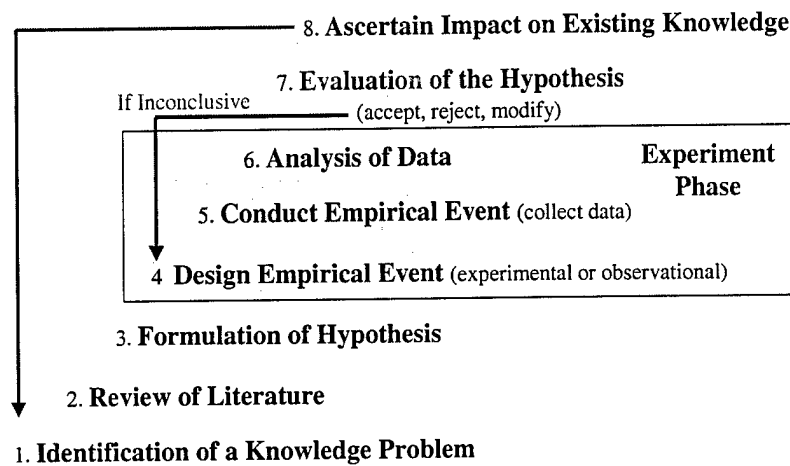 8. Ascertain Impact on Existing Knowledge
7. Evaluation of the Hypothesis
If Inconclusive
(accept, reject, modify)
6. Analysis of Data
Experiment
Phase
5. Conduct Empirical Event (collect data)
4 Design Empirical Event (experimental or observational)
3. Formulation of Hypothesis
2. Review of Literature
1. Identification of a Knowledge Problem